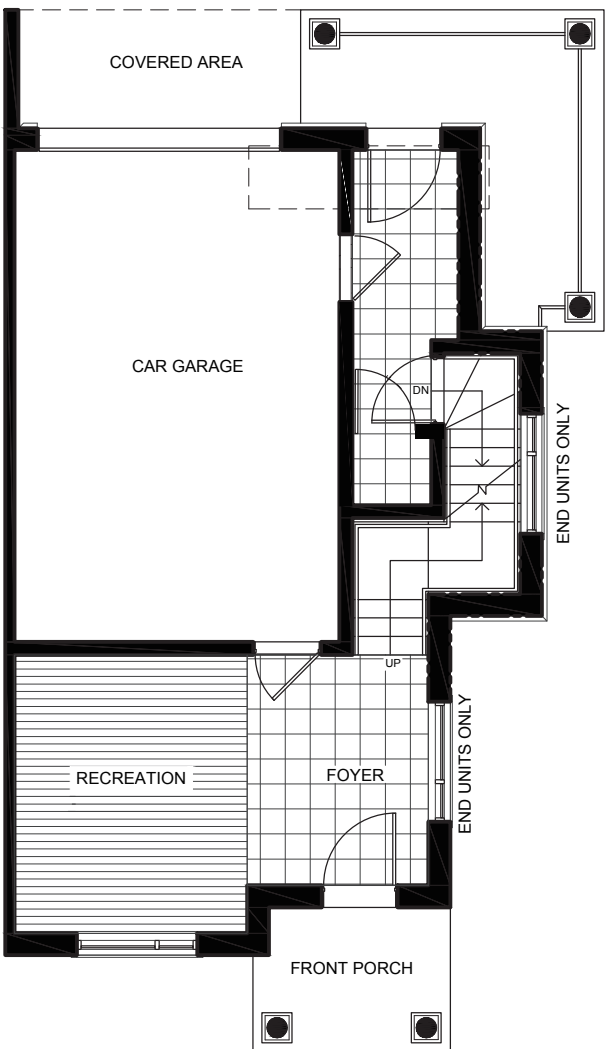 COVERED AREA
CAR GARAGE
DN
END UNITS ONLY
UP
RECREATION
FOYER
END UNITS ONLY
FRONT PORCH